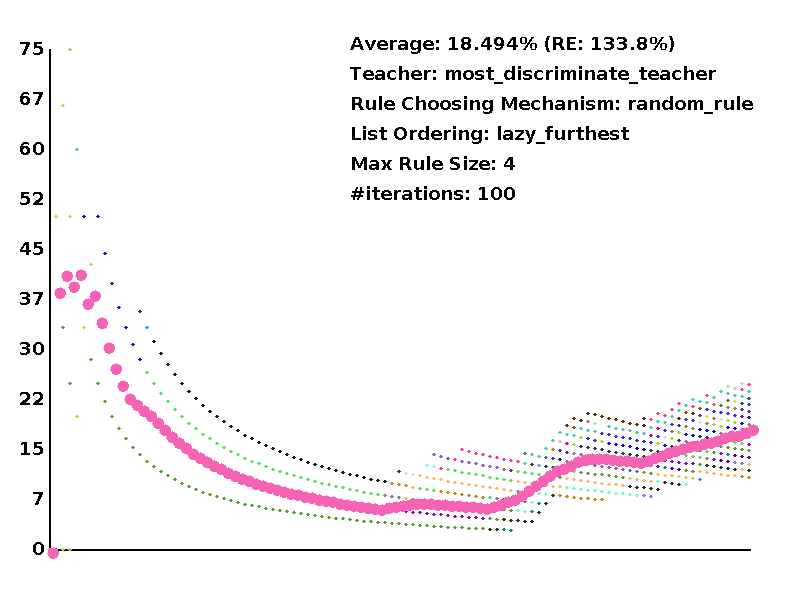 Average: 18.494% (RE: 133.8%)
Teacher: most_discriminate_teacher
Rule Choosing Mechanism: random_rule
List Ordering: lazy_furthest
Max Rule Size: 4
#iterations: 100
75
67
60
52
45
37
30
22
15
7
0